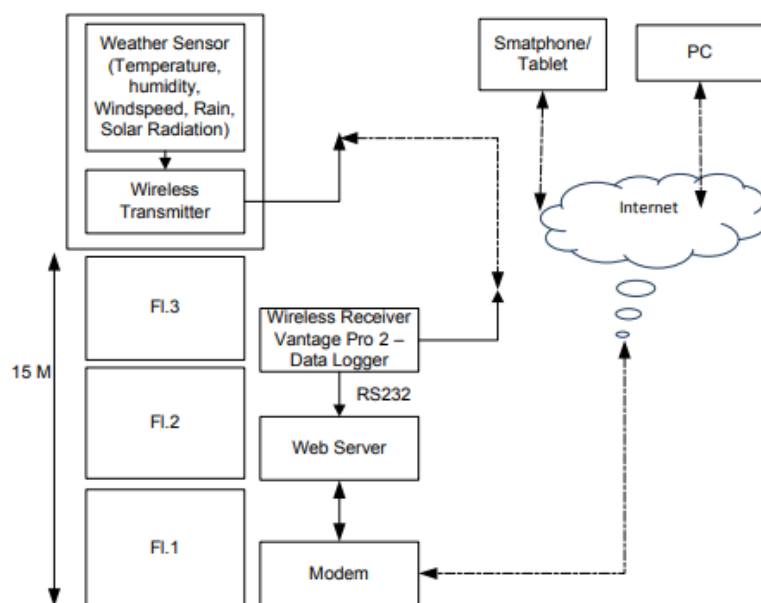 Weather Sensor
(Temperature,
humidity,
Windspeed, Rain,
Solar Radiation)
Wireless
Transmitter
Smatphone/
Tablet
PC
Internet
15 M
Fl.3
Fl.2
Fl.1
Wireless Receiver
Vantage Pro 2 –
Data Logger
RS232
Web Server
Modem